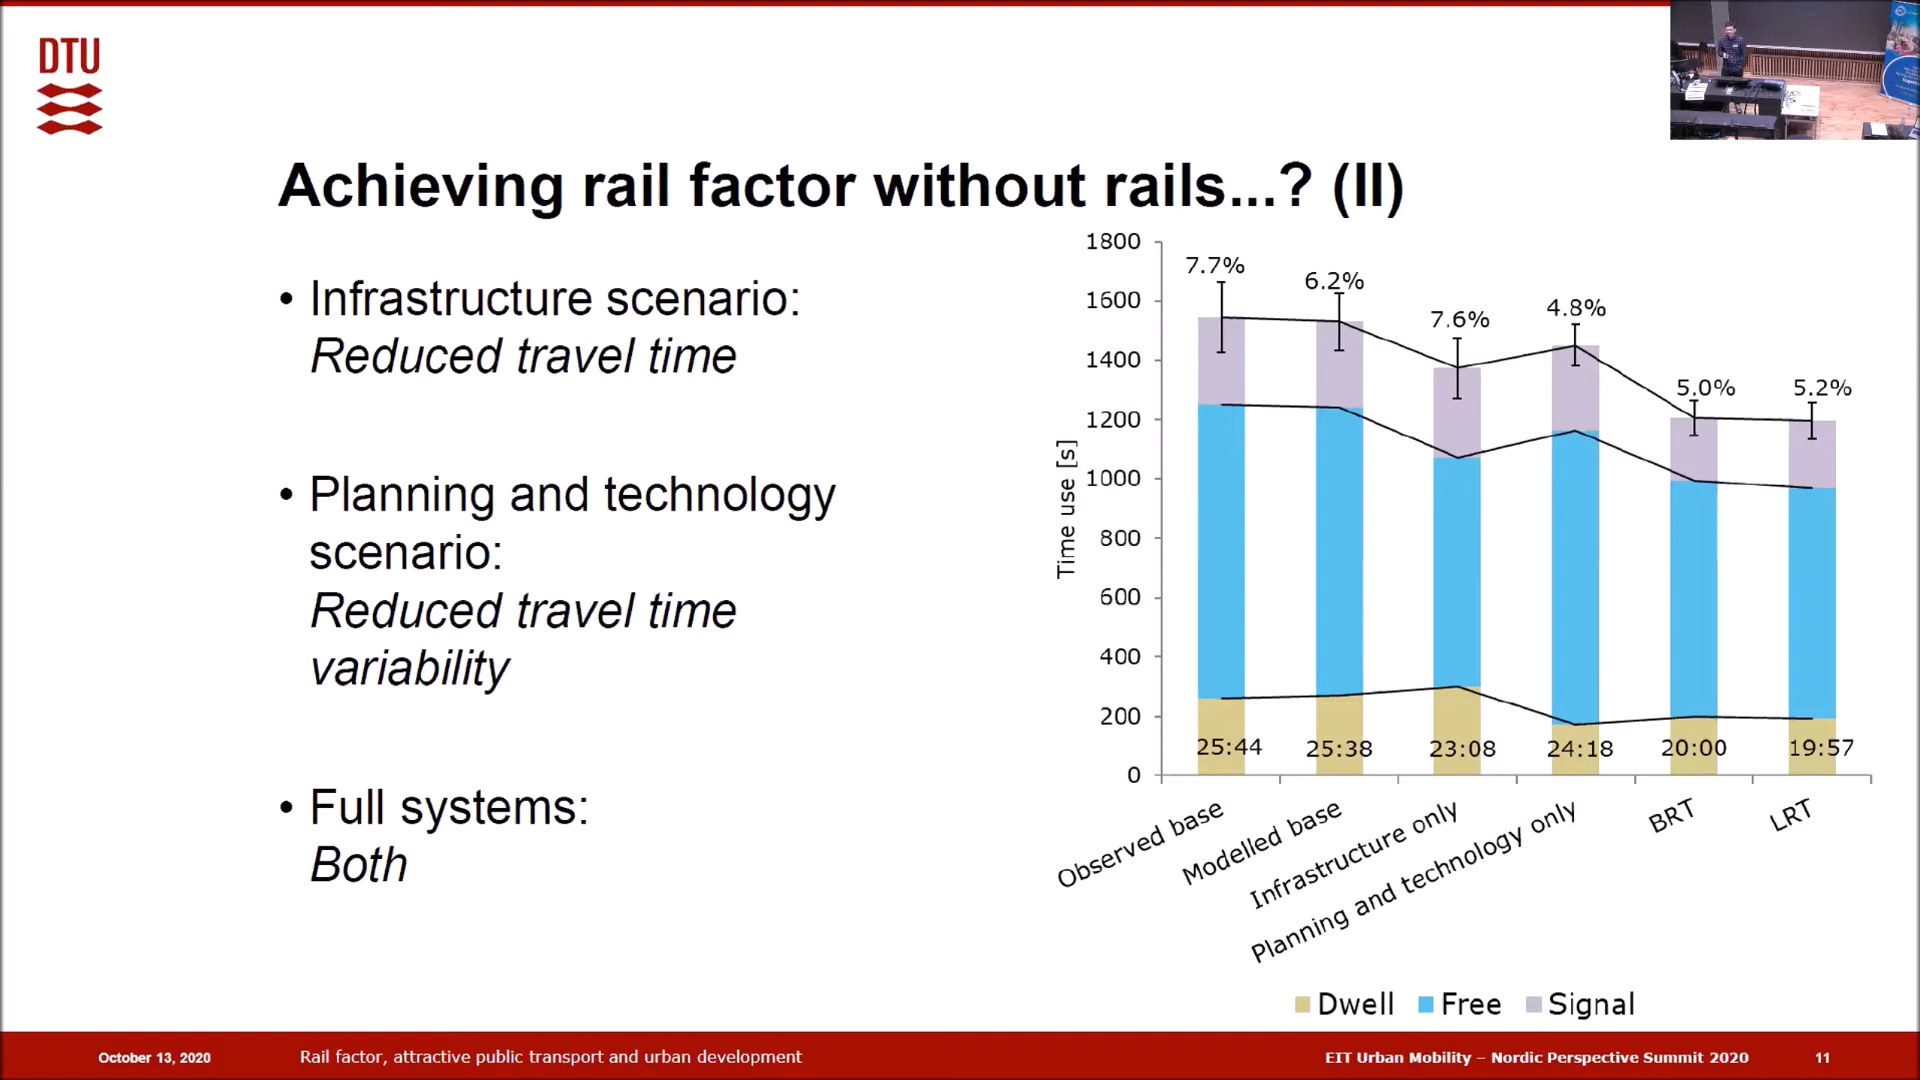 DTU
Achieving rail factor without rails...? (II)
• Infrastructure scenario:
Reduced travel time
• Planning and technology
scenario:
Reduced travel time
variability
• Full systems:
Both
Time use [s]
1800
1600
1400
1200
1000
800
600
400
200
0
7.7%
6.2%
7.6%
4.8%
5.0%
5.2%
25:44
25:38
23:08
24:18
20:00
19:57
Observed base
Modelled base
Infrastructure only
Planning and technology only
BRT
LRT
Dwell
Free
Signal
October 13, 2020
Rail factor, attractive public transport and urban development
EIT Urban Mobility – Nordic Perspective Summit 2020
11